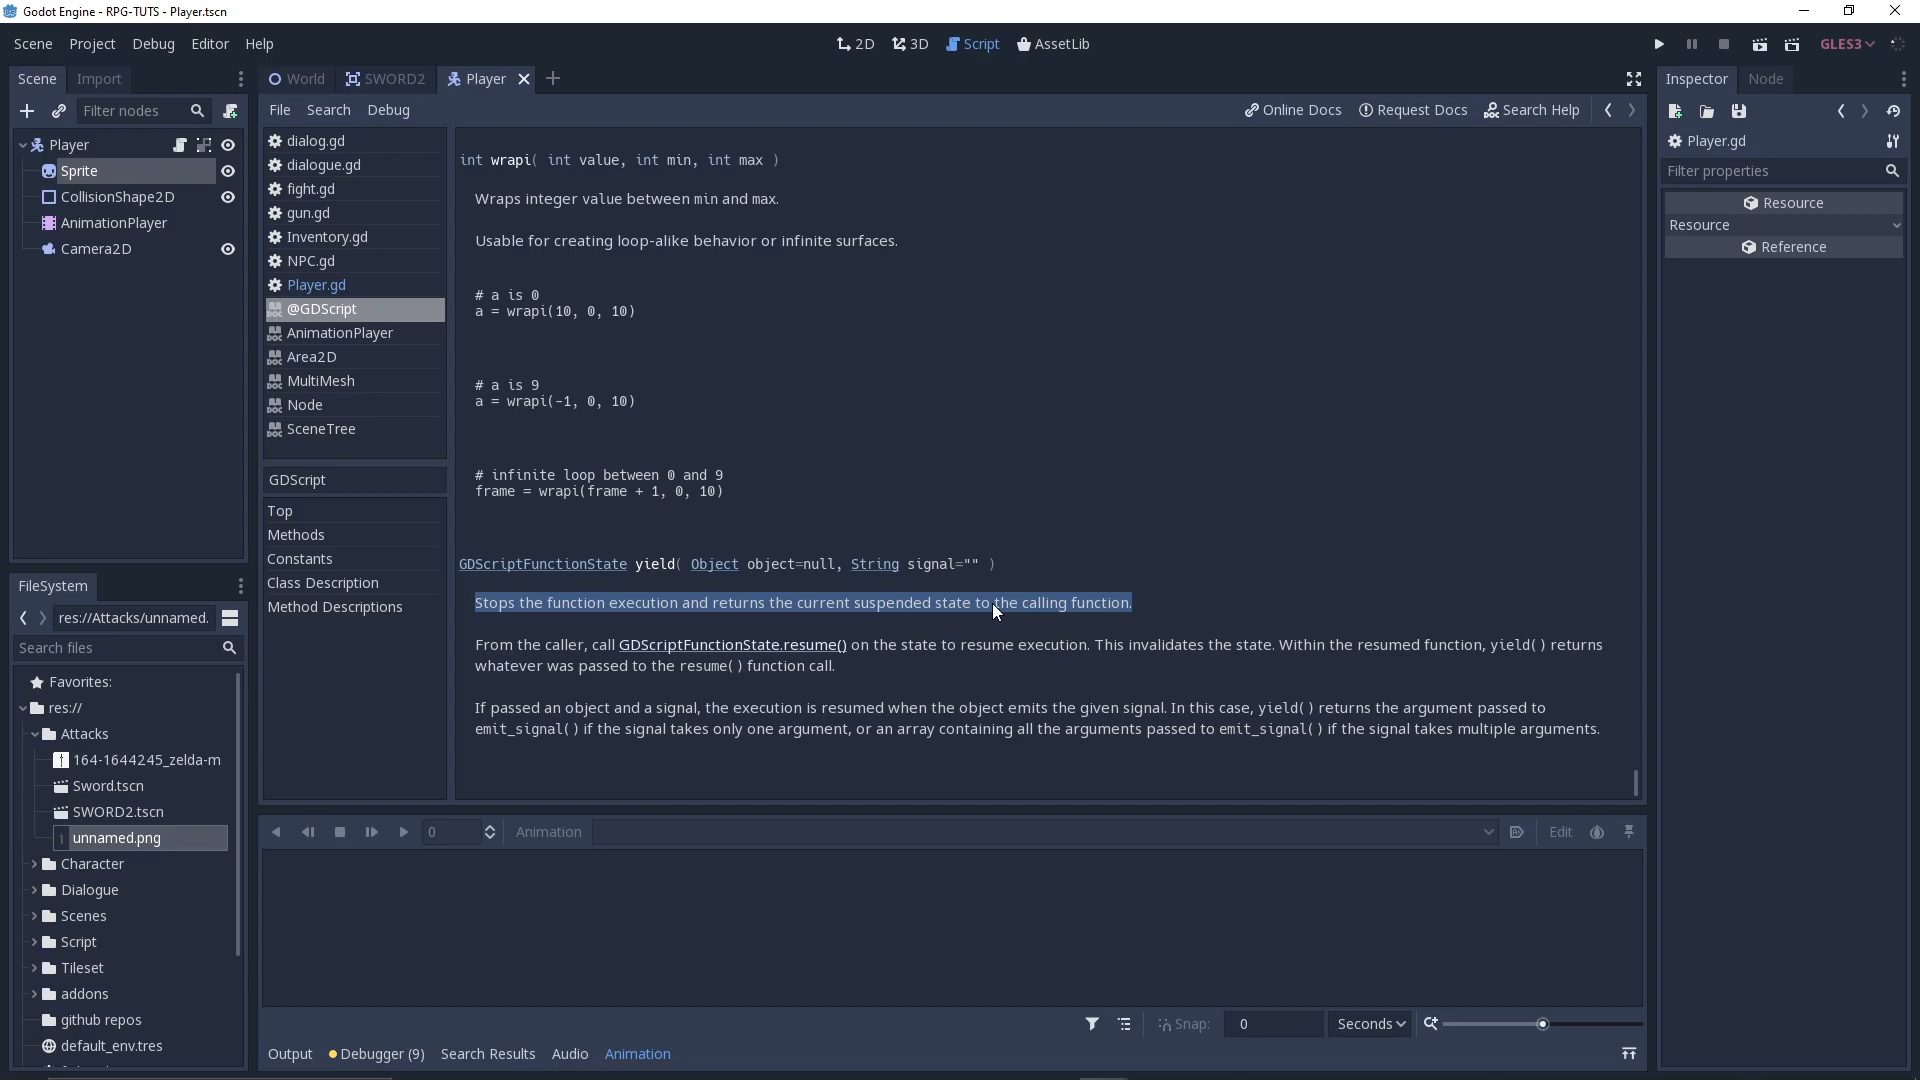 Godot Engine - RPG-TUTS - Player.tscn
Scene Project Debug Editor Help
2D 3D Script AssetLib
GLES3
Scene Import
World SWORD2 Player
Inspector Node
Filter nodes
File Search Debug
Online Docs Request Docs Search Help
Player
Sprite
CollisionShape2D
AnimationPlayer
Camera2D
dialog.gd
dialogue.gd
fight.gd
gun.gd
Inventory.gd
NPC.gd
Player.gd
@GDScript
AnimationPlayer
Area2D
MultiMesh
Node
SceneTree
GDScript
Top
Methods
Constants
Class Description
Method Descriptions
int wrapi( int value, int min, int max )
Wraps integer value between min and max.
Usable for creating loop-alike behavior or infinite surfaces.
# a is 0
a = wrapi(10, 0, 10)
# a is 9
a = wrapi(-1, 0, 10)
# infinite loop between 0 and 9
frame = wrapi(frame + 1, 0, 10)
GDScriptFunctionState yield( Object object=null, String signal="" )
Stops the function execution and returns the current suspended state to the calling function.
From the caller, call GDScriptFunctionState.resume() on the state to resume execution. This invalidates the state. Within the resumed function, yield() returns
whatever was passed to the resume() function call.
If passed an object and a signal, the execution is resumed when the object emits the given signal. In this case, yield() returns the argument passed to
emit_signal() if the signal takes only one argument, or an array containing all the arguments passed to emit_signal() if the signal takes multiple arguments.
Player.gd
Filter properties
Resource
Resource
Reference
FileSystem
res://Attacks/unnamed.
Search files
Favorites:
res://
Attacks
164-1644245_zelda-m
Sword.tscn
SWORD2.tscn
unnamed.png
Character
Dialogue
Scenes
Script
Tileset
addons
github repos
default_env.tres
0 Animation Edit
Snap: 0 Seconds
Output Debugger (9) Search Results Audio Animation